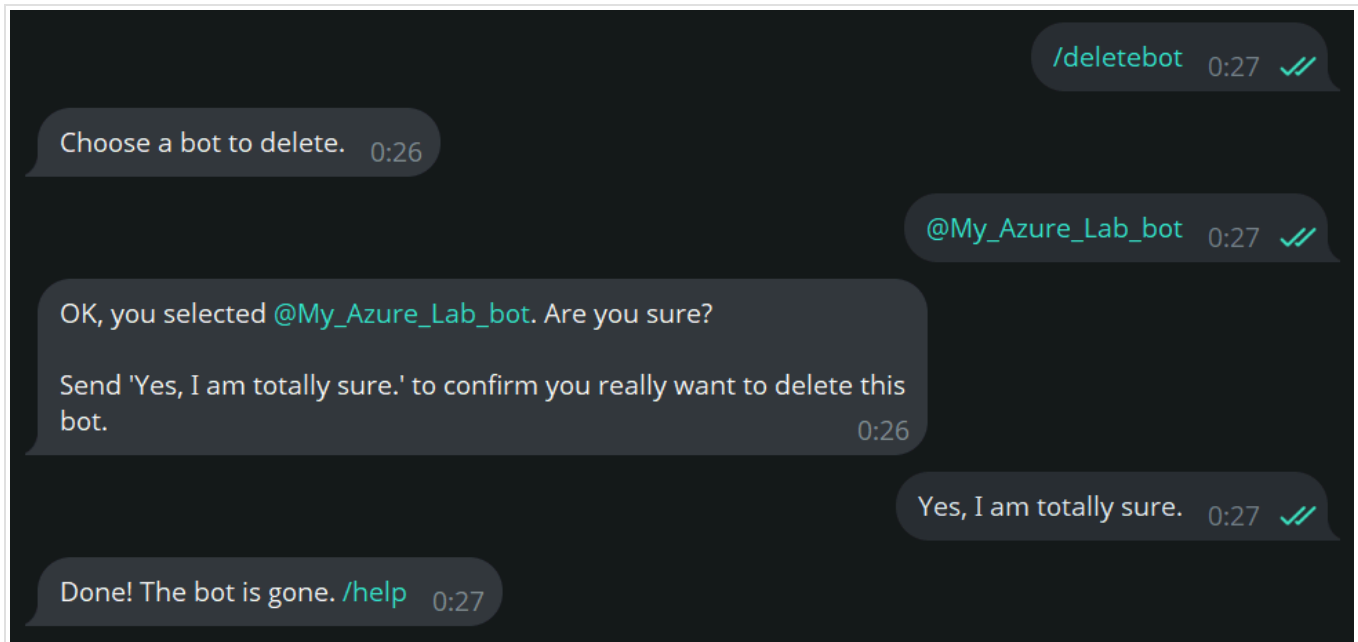 /deletebot 0:27
Choose a bot to delete. 0:26
@My_Azure_Lab_bot 0:27
OK, you selected @My_Azure_Lab_bot. Are you sure?
Send 'Yes, I am totally sure.' to confirm you really want to delete this
bot. 0:26
Yes, I am totally sure. 0:27
Done! The bot is gone. /help 0:27